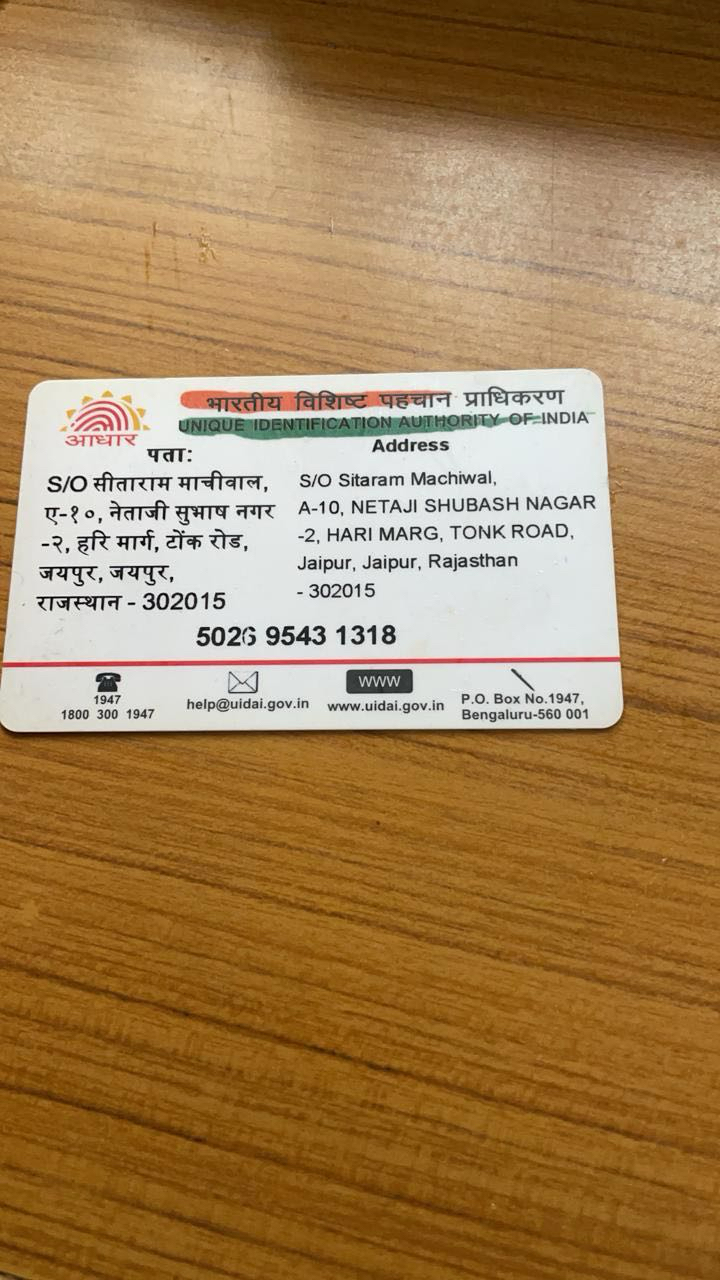 भारतीय विशिष्ट पहचान प्राधिकरण
UNIQUE IDENTIFICATION AUTHORITY OF INDIA
आधार
पता:
S/O सीताराम माचीवाल,
ए-१०, नेताजी सुभाष नगर
-२, हरि मार्ग, टोंक रोड,
जयपुर, जयपुर,
राजस्थान - 302015
Address
S/O Sitaram Machiwal,
A-10, NETAJI SHUBASH NAGAR
-2, HARI MARG, TONK ROAD,
Jaipur, Jaipur, Rajasthan
- 302015
5026 9543 1318
1947
1800 300 1947
help@uidai.gov.in
WWW
www.uidai.gov.in
P.O. Box No.1947,
Bengaluru-560 001